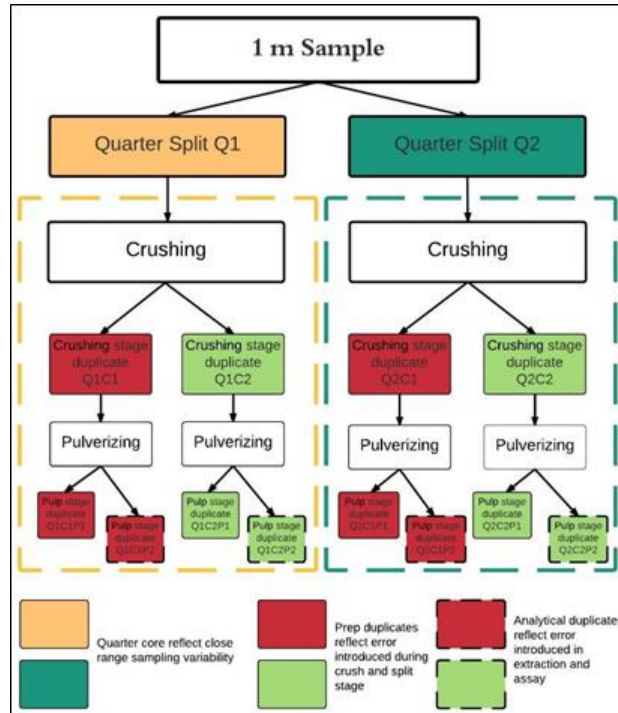 1 m Sample
Quarter Split Q1
Quarter Split Q2
Crushing
Crushing
Crushing stage
duplicate
Q1C1
Crushing stage
duplicate
Q1C2
Crushing stage
duplicate
Q2C1
Crushing stage
duplicate
Q2C2
Pulverizing
Pulverizing
Pulverizing
Pulverizing
Pulp stage
duplicate
Q1C1P1
Pulp stage
duplicate
Q1C1P2
Pulp stage
duplicate
Q1C2P1
Pulp stage
duplicate
Q1C2P2
Pulp stage
duplicate
Q2C1P1
Pulp stage
duplicate
Q2C1P2
Pulp stage
duplicate
Q2C2P1
Pulp stage
duplicate
Q2C2P2
Quarter core reflect close
range sampling variability
Prep duplicates
reflect error
introduced during
crush and split
stage
Analytical duplicate
reflect error
introduced in
extraction and
assay